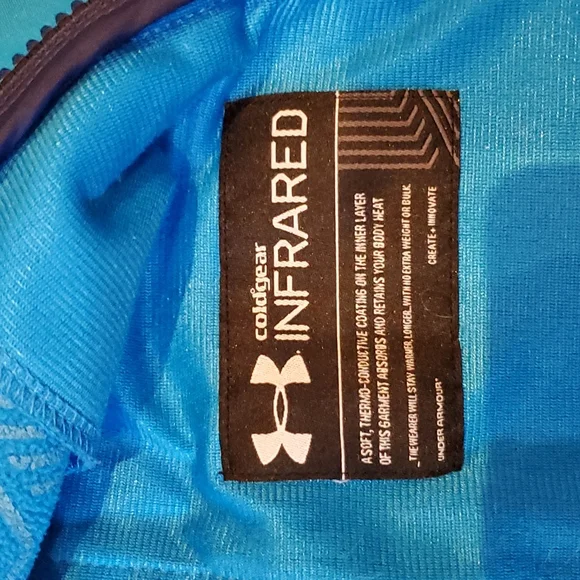 coldgear
INFRARED
A SOFT, THERMO-CONDUCTIVE COATING ON THE INNER LAYER
OF THIS GARMENT ABSORBS AND RETAINS YOUR BODY HEAT
_THE WEARER WILL STAY WARMER, LONGER...WITH NO EXTRA WEIGHT OR BULK
UNDER ARMOUR
CREATE + INNOVATE